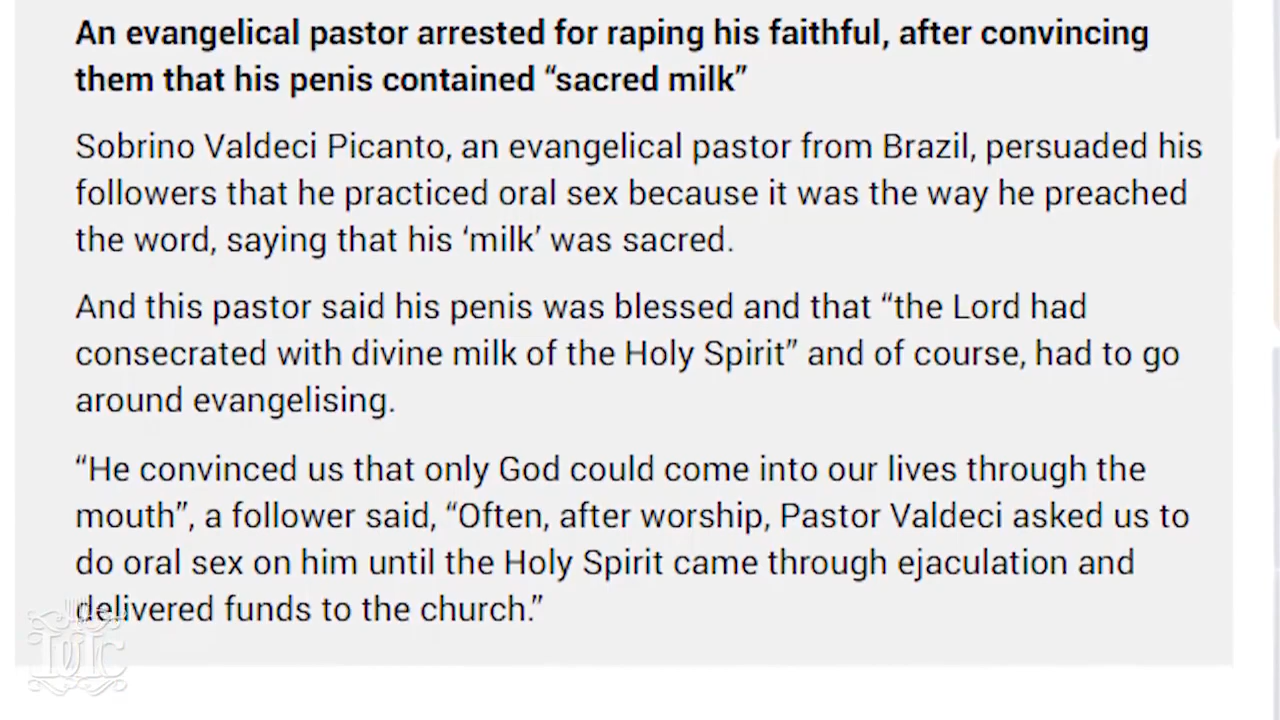 An evangelical pastor arrested for raping his faithful, after convincing
them that his penis contained “sacred milk”
Sobrino Valdeci Picanto, an evangelical pastor from Brazil, persuaded his
followers that he practiced oral sex because it was the way he preached
the word, saying that his ‘milk’ was sacred.
And this pastor said his penis was blessed and that “the Lord had
consecrated with divine milk of the Holy Spirit” and of course, had to go
around evangelising.
“He convinced us that only God could come into our lives through the
mouth”, a follower said, “Often, after worship, Pastor Valdeci asked us to
do oral sex on him until the Holy Spirit came through ejaculation and
delivered funds to the church.”